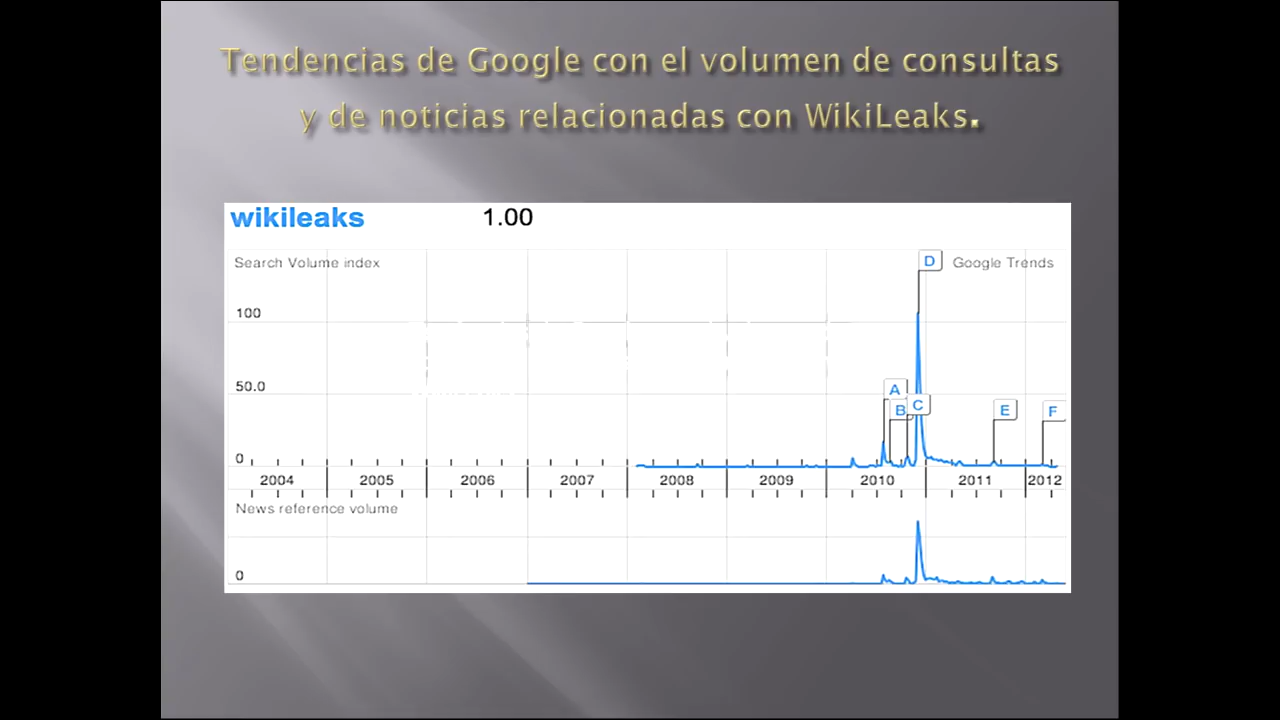 Tendencias de Google con el volumen de consultas
y de noticias relacionadas con WikiLeaks.
wikileaks 1.00
Search Volume index Google Trends
D
100
A
50.0
B C E F
0
2004 2005 2006 2007 2008 2009 2010 2011 2012
News reference volume
0